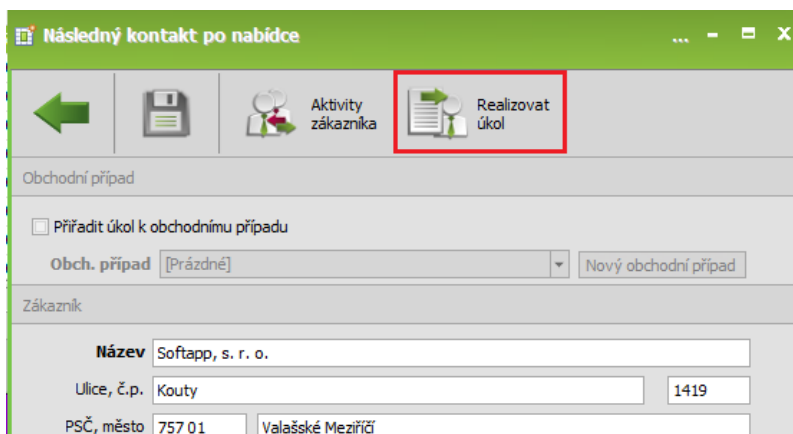 Následný kontakt po nabídce
...
Aktivity
zákazníka
Realizovat
úkol
Obchodní případ
Přiřadit úkol k obchodnímu případu
Obch. případ [Prázdné] Nový obchodní případ
Zákazník
Název Softapp, s. r. o.
Ulice, č.p. Kouty 1419
PSČ, město 757 01 Valašské Meziříčí